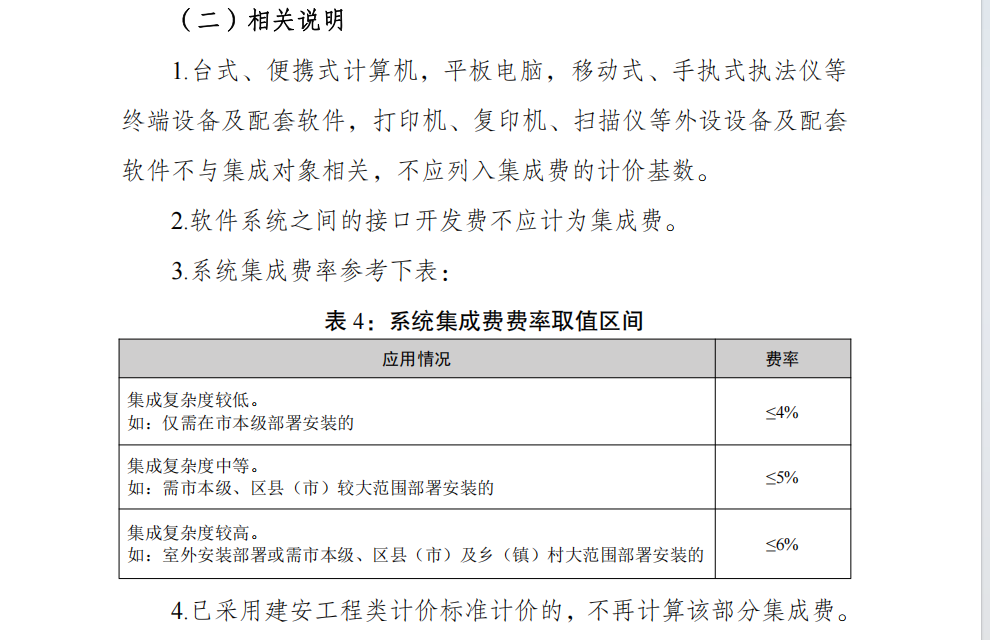 （二）相关说明
1.台式、便携式计算机，平板电脑，移动式、手执式执法仪等
终端设备及配套软件，打印机、复印机、扫描仪等外设设备及配套
软件不与集成对象相关，不应列入集成费的计价基数。
2.软件系统之间的接口开发费不应计为集成费。
3.系统集成费率参考下表：
表 4：系统集成费费率取值区间
应用情况 费率
集成复杂度较低。
如：仅需在市本级部署安装的
≤4%
集成复杂度中等。
如：需市本级、区县（市）较大范围部署安装的
≤5%
集成复杂度较高。
如：室外安装部署或需市本级、区县（市）及乡（镇）村大范围部署安装的
≤6%
4.已采用建安工程类计价标准计价的，不再计算该部分集成费。